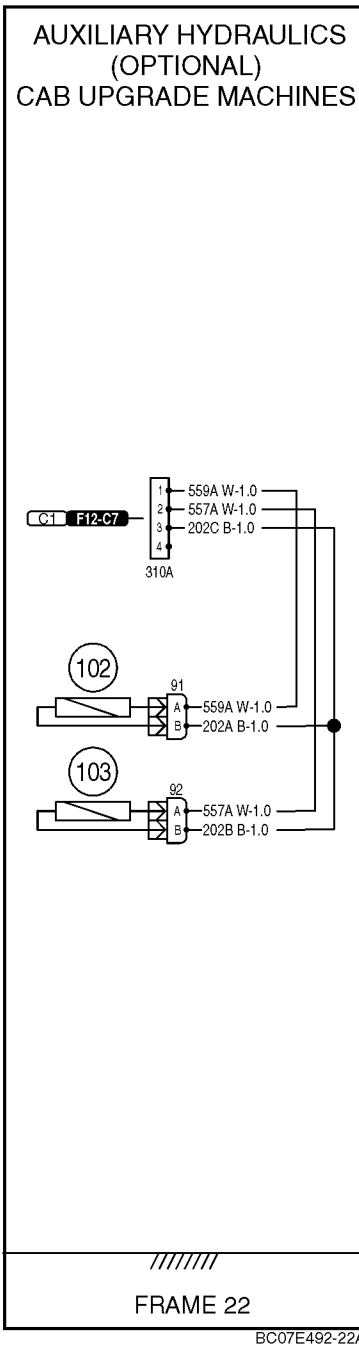 AUXILIARY HYDRAULICS
(OPTIONAL)
CAB UPGRADE MACHINES
1 559A W-1.0
2 557A W-1.0
C1 F12-C7 3 202C B-1.0
4
310A
102
91
A 559A W-1.0
B 202A B-1.0
103
92
A 557A W-1.0
B 202B B-1.0
FRAME 22
BC07E492-22A